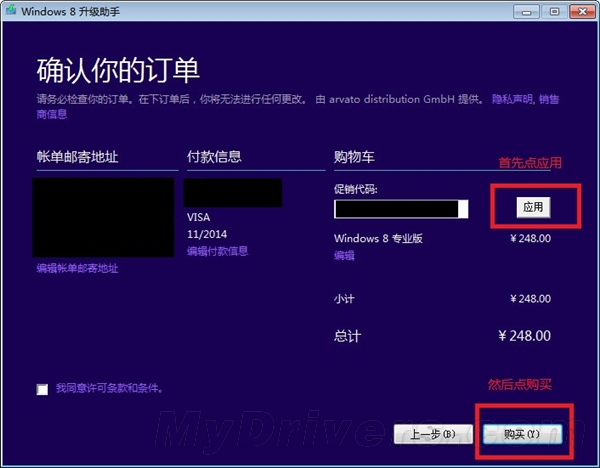 Windows 8 升级助手
确认你的订单
请务必检查你的订单。在下订单后，你将无法进行任何更改。 由 arvato distribution GmbH 提供。 隐私声明, 销售
商信息
帐单邮寄地址
编辑帐单邮寄地址
付款信息
VISA
11/2014
编辑付款信息
购物车
首先点应用
促销代码:
应用
Windows 8 专业版 ￥248.00
编辑
小计 ￥248.00
总计 ￥248.00
我同意许可条款和条件。
然后点购买
上一步(B)
购买(Y)